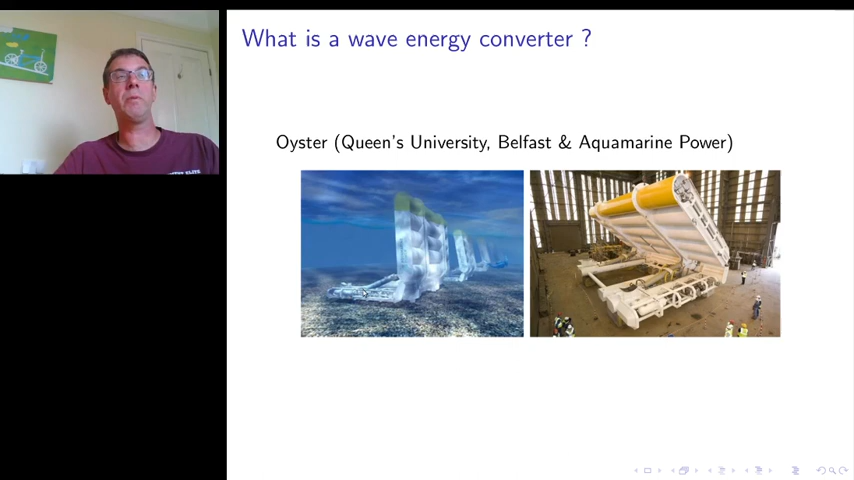 What is a wave energy converter ?
Oyster (Queen's University, Belfast & Aquamarine Power)